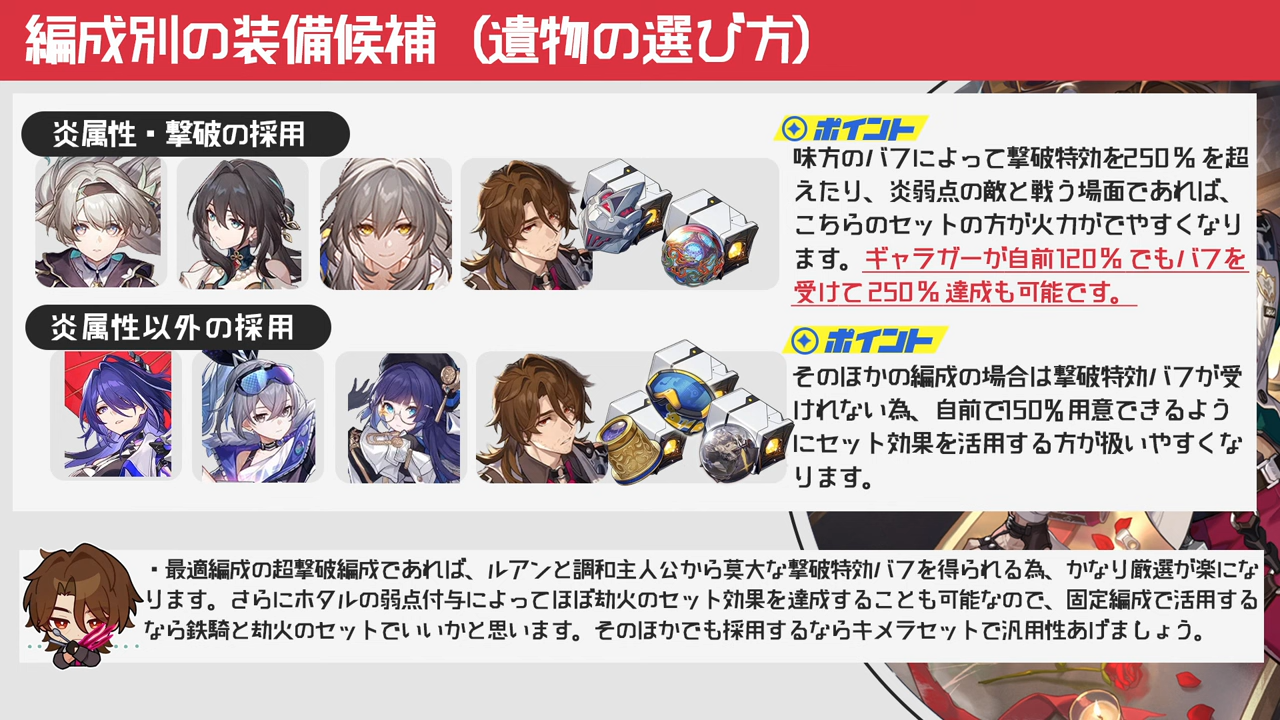 編成別の装備候補（遺物の選び方）
炎属性・撃破の採用
ポイント
味方のバフによって撃破特効を250％を超
えたり、炎弱点の敵と戦う場面であれば、
こちらのセットの方が火力がでやすくなり
ます。ギャラガーが自前120％でもバフを
受けて250％達成も可能です。
炎属性以外の採用
ポイント
そのほかの編成の場合は撃破特効バフが受
けれない為、自前で150％用意できるよう
にセット効果を活用する方が扱いやすくな
ります。
・最適編成の超撃破編成であれば、ルアンと調和主人公から莫大な撃破特効バフを得られる為、かなり厳選が楽にな
ります。さらにホタルの弱点付与によってほぼ劫火のセット効果を達成することも可能なので、固定編成で活用する
なら鉄騎と劫火のセットでいいかと思います。そのほかでも採用するならキメラセットで汎用性あげましょう。